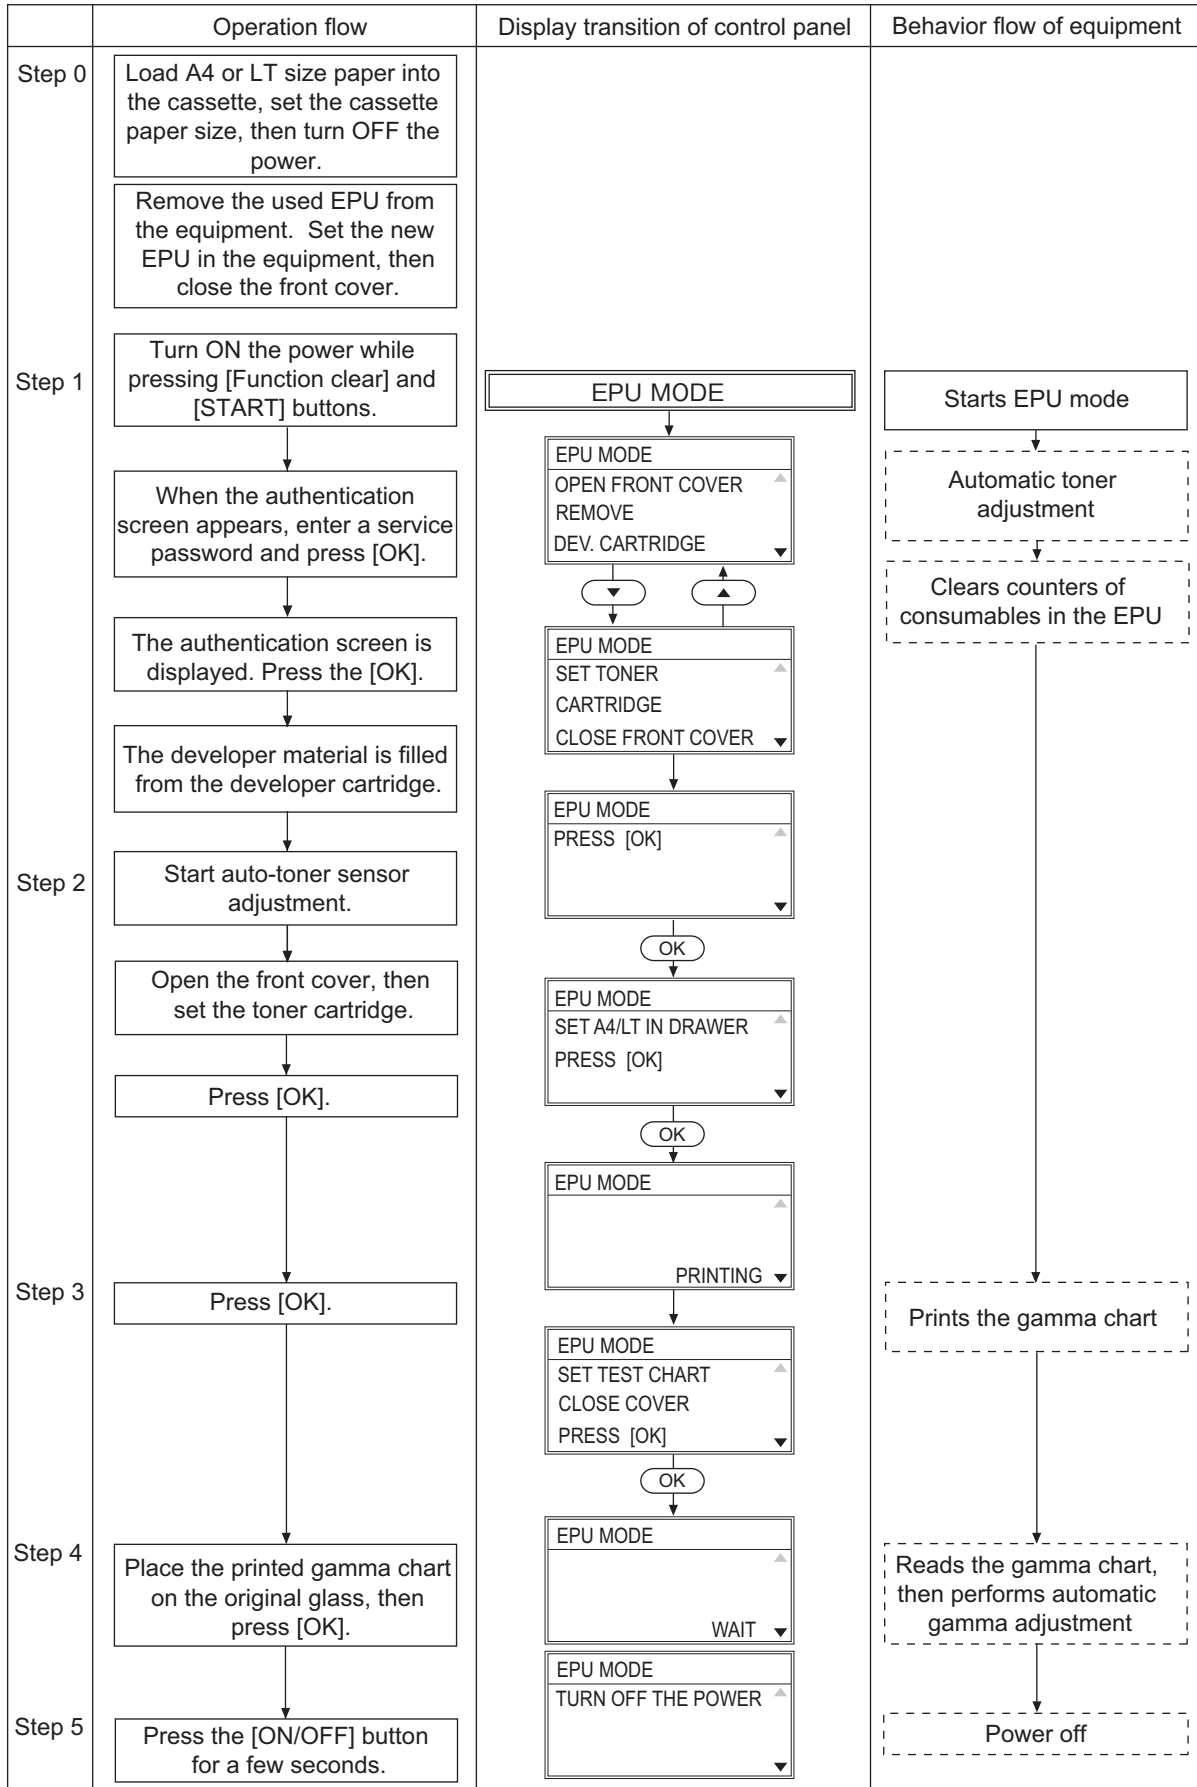 Operation flow
Display transition of control panel
Behavior flow of equipment
Step 0
Load A4 or LT size paper into
the cassette, set the cassette
paper size, then turn OFF the
power.
Remove the used EPU from
the equipment. Set the new
EPU in the equipment, then
close the front cover.
Step 1
Turn ON the power while
pressing [Function clear] and
[START] buttons.
When the authentication
screen appears, enter a service
password and press [OK].
The authentication screen is
displayed. Press the [OK].
The developer material is filled
from the developer cartridge.
Step 2
Start auto-toner sensor
adjustment.
Open the front cover, then
set the toner cartridge.
Press [OK].
Step 3
Press [OK].
Step 4
Place the printed gamma chart
on the original glass, then
press [OK].
Step 5
Press the [ON/OFF] button
for a few seconds.
EPU MODE
EPU MODE
OPEN FRONT COVER
REMOVE
DEV. CARTRIDGE
EPU MODE
SET TONER
CARTRIDGE
CLOSE FRONT COVER
EPU MODE
PRESS [OK]
OK
EPU MODE
SET A4/LT IN DRAWER
PRESS [OK]
OK
EPU MODE
PRINTING
EPU MODE
SET TEST CHART
CLOSE COVER
PRESS [OK]
OK
EPU MODE
WAIT
EPU MODE
TURN OFF THE POWER
Starts EPU mode
Automatic toner
adjustment
Clears counters of
consumables in the EPU
Prints the gamma chart
Reads the gamma chart,
then performs automatic
gamma adjustment
Power off